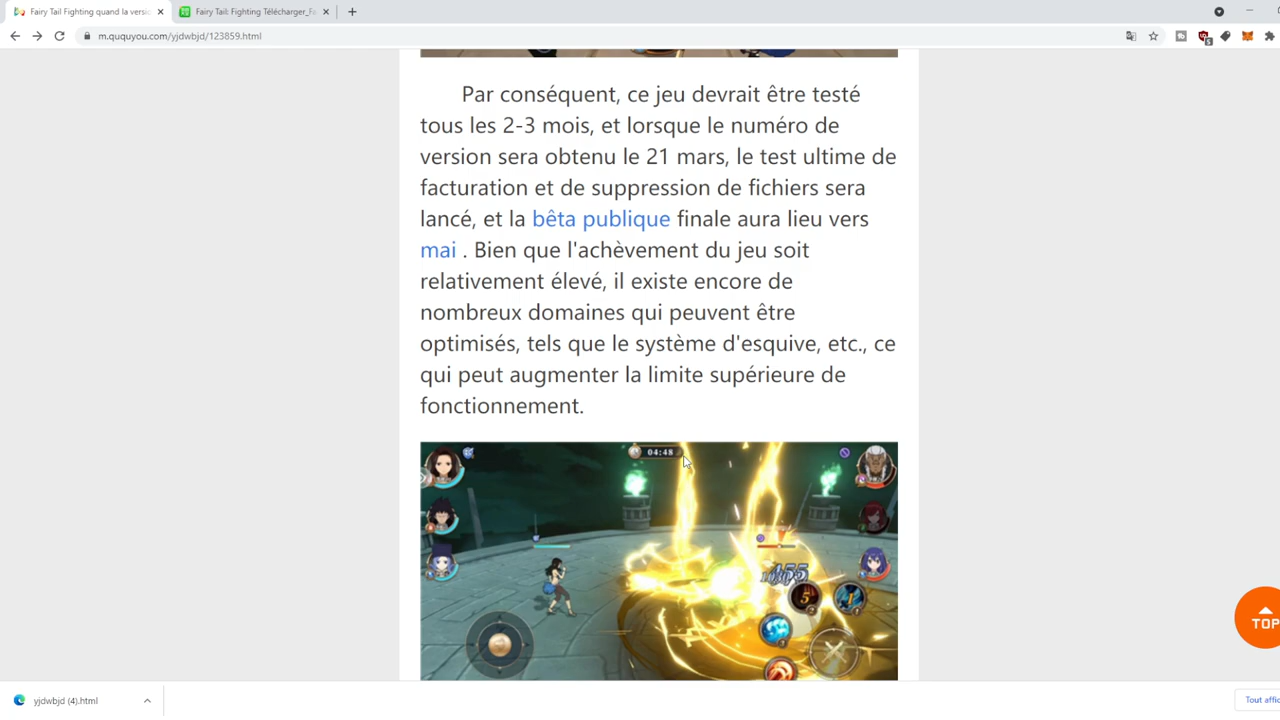 Fairy Tail Fighting quand la versi
Fairy Tail: Fighting Télécharger_Fa
m.ququyou.com/yjdwbjd/123859.html
5
Par conséquent, ce jeu devrait être testé
tous les 2-3 mois, et lorsque le numéro de
version sera obtenu le 21 mars, le test ultime de
facturation et de suppression de fichiers sera
lancé, et la bêta publique finale aura lieu vers
mai . Bien que l'achèvement du jeu soit
relativement élevé, il existe encore de
nombreux domaines qui peuvent être
optimisés, tels que le système d'esquive, etc., ce
qui peut augmenter la limite supérieure de
fonctionnement.
04:48
455
5
TOP
yjdwbjd (4).html
Tout affic